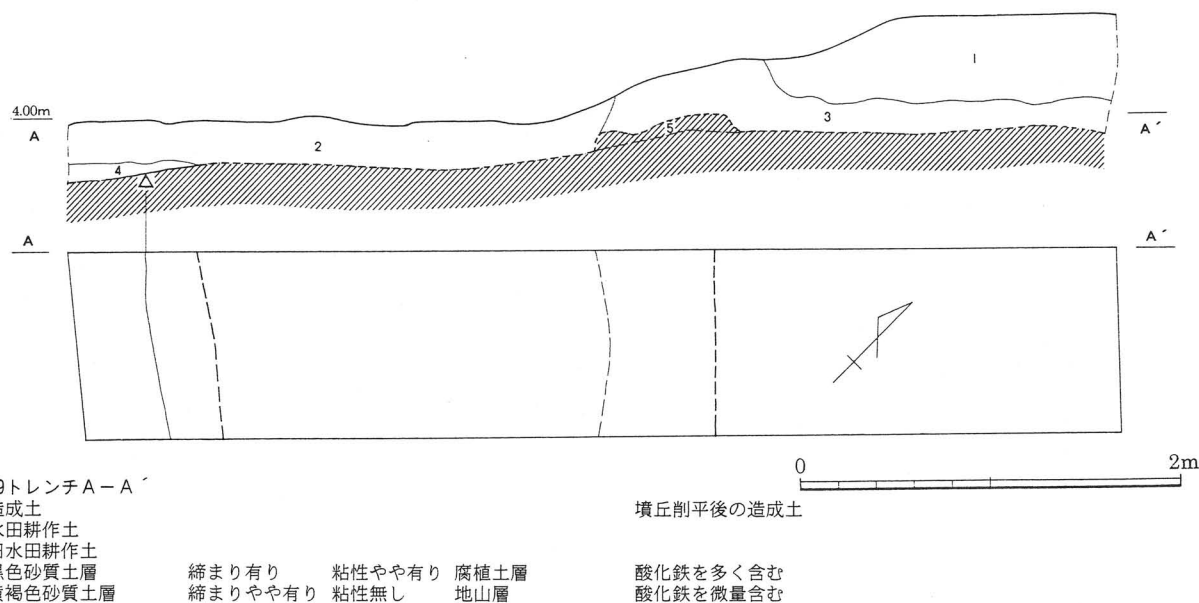 1
4.00m
A A´
2 3 5
4
A A´
0 2m
9トレンチA－A´
造成土 墳丘削平後の造成土
水田耕作土
旧水田耕作土
黒色砂質土層 締まり有り 粘性やや有り 腐植土層 酸化鉄を多く含む
黄褐色砂質土層 締まりやや有り 粘性無し 地山層 酸化鉄を微量含む